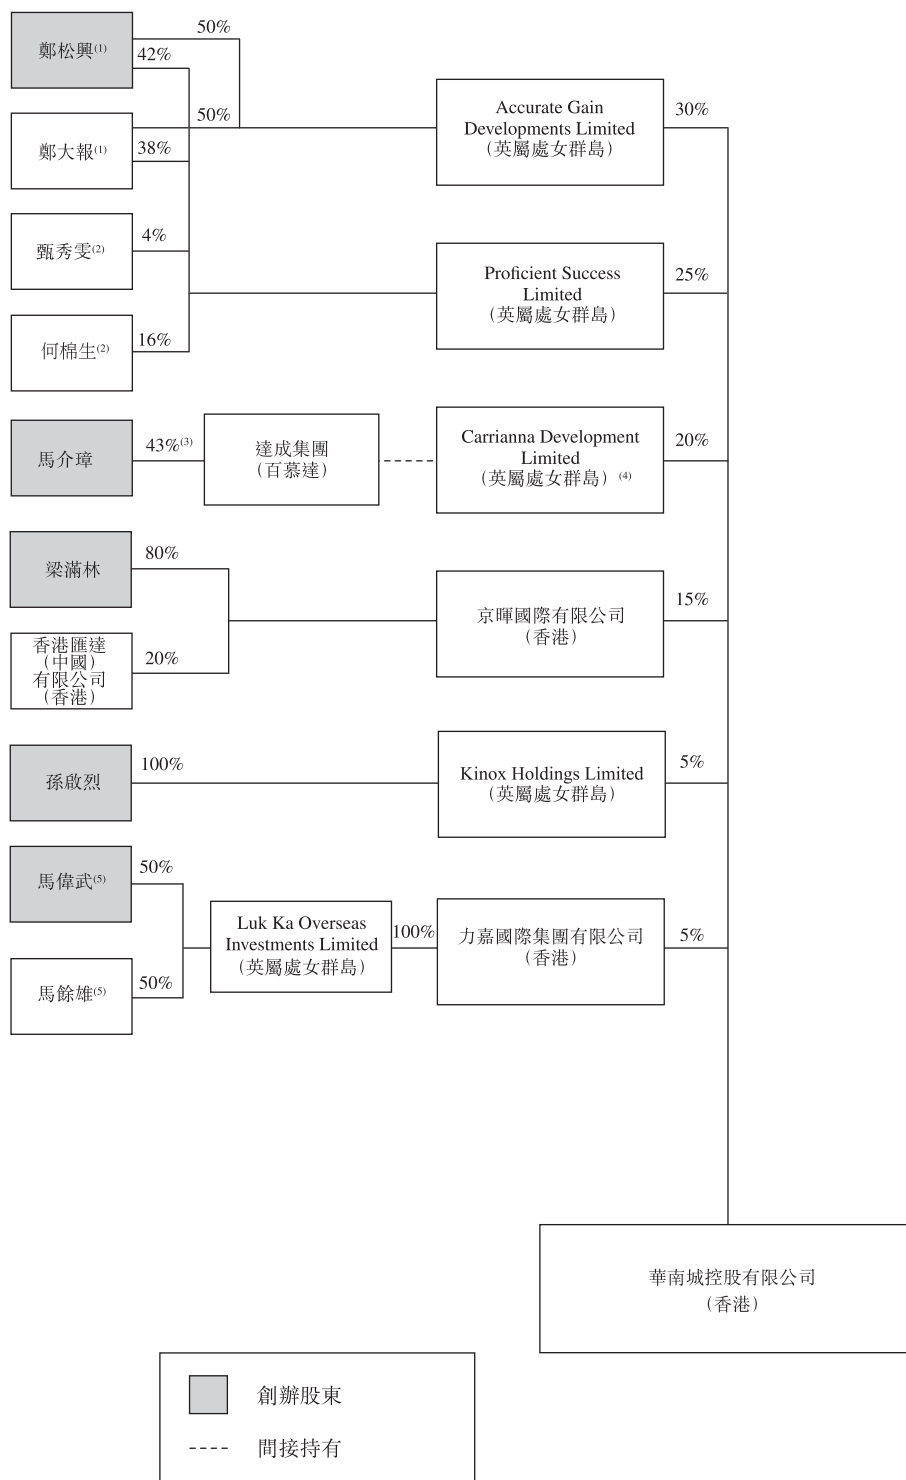 50%
鄭松興(1)
42%
50%
鄭大報(1)
38%
Accurate Gain
Developments Limited
（英屬處女群島）
30%
甄秀雯(2)
4%
Proficient Success
Limited
（英屬處女群島）
25%
何棉生(2)
16%
馬介璋
43%(3)
達成集團
（百慕達）
Carrianna Development
Limited
（英屬處女群島）(4)
20%
梁滿林
80%
香港匯達
（中國）
有限公司
（香港）
20%
京暉國際有限公司
（香港）
15%
孫啟烈
100%
Kinox Holdings Limited
（英屬處女群島）
5%
馬偉武(5)
50%
馬餘雄(5)
50%
Luk Ka Overseas
Investments Limited
（英屬處女群島）
100%
力嘉國際集團有限公司
（香港）
5%
華南城控股有限公司
（香港）
創辦股東
間接持有